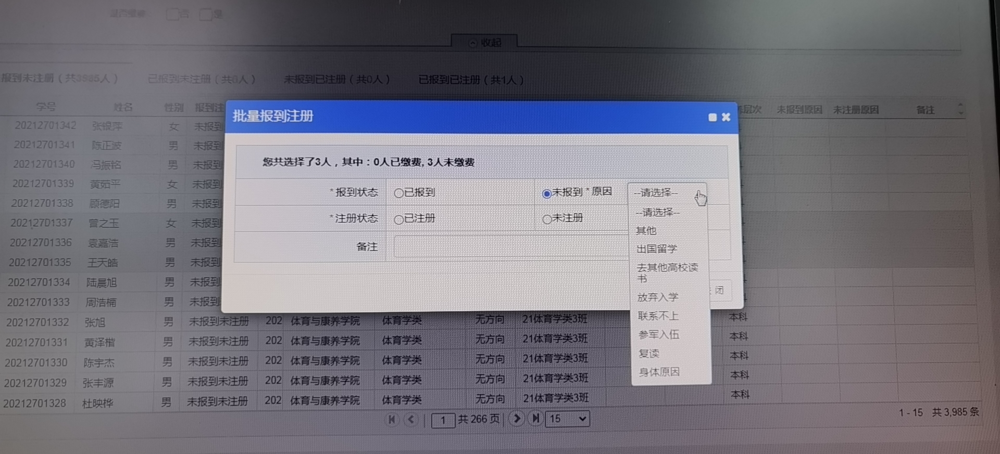 否 是
收起
报到未注册（共3985人） 已报到未注册（共0人） 未报到已注册（共0人） 已报到已注册（共1人）
学号 姓名 性别 报到注 层次 未报到原因 未注册原因 备注
批量报到注册
您共选择了3人，其中：0人已缴费, 3人未缴费
*报到状态 已报到 未报到 *原因 --请选择--
*注册状态 已注册 未注册
备注
--请选择--
其他
出国留学
去其他高校读
书
放弃入学
联系不上
参军入伍
复读
身体原因
闭
20212701342 张银萍 女 未报到
20212701341 陈正波 男 未报到
20212701340 冯振铭 男 未报到
20212701339 黄茹平 女 未报到
20212701338 顾德阳 男 未报到
20212701337 曾之玉 女 未报到
20212701336 袁嘉浩 男 未报到
20212701335 王天皓 男 未报到
20212701334 陆晨旭 男 未报到
20212701333 周浩楠 男 未报到
20212701332 张旭 男 未报到未注册 202 体育与康养学院 体育学类 无方向 21体育学类3班 本科
20212701331 黄泽楷 男 未报到未注册 202 体育与康养学院 体育学类 无方向 21体育学类3班 本科
20212701330 陈宇杰 男 未报到未注册 202 体育与康养学院 体育学类 无方向 21体育学类3班 本科
20212701329 张丰源 男 未报到未注册 202 体育与康养学院 体育学类 无方向 21体育学类3班 本科
20212701328 杜映桦 男 未报到未注册 202 体育与康养学院 体育学类 无方向 21体育学类3班 本科
1 共 266 页 15 1 - 15 共 3,985 条